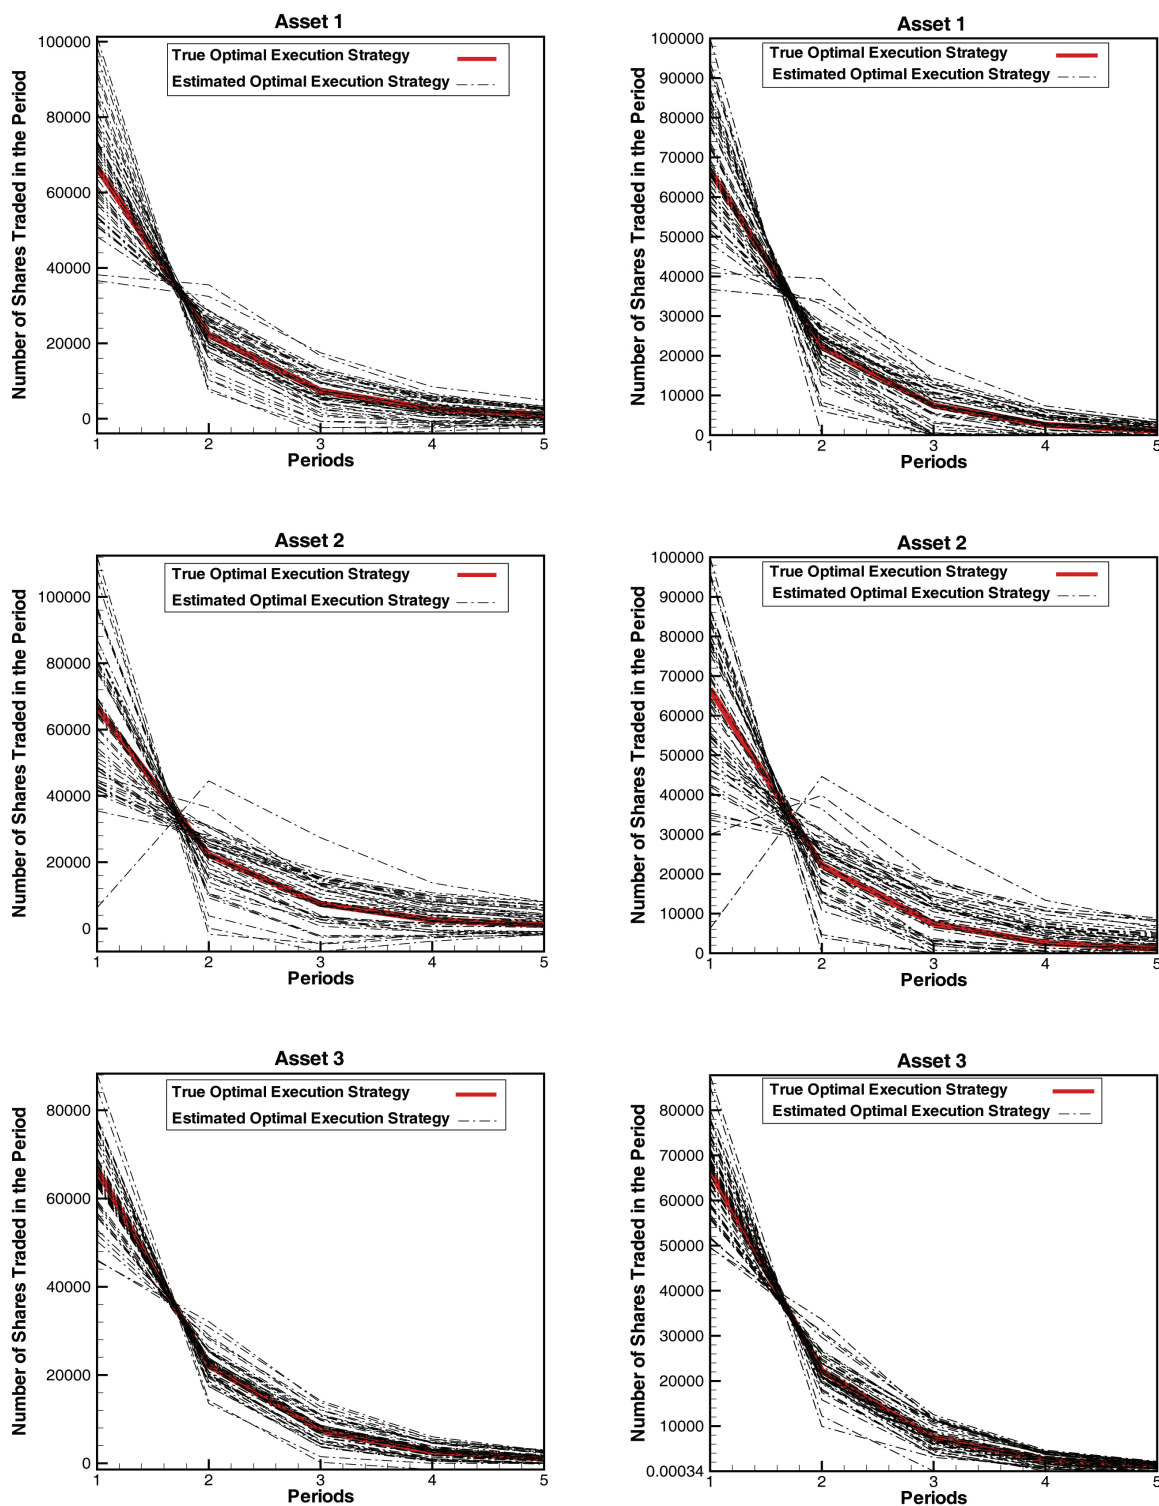 Asset 1
True Optimal Execution Strategy
Estimated Optimal Execution Strategy
Number of Shares Traded in the Period
100000
80000
60000
40000
20000
0
1 2 3 4 5
Periods
Asset 1
True Optimal Execution Strategy
Estimated Optimal Execution Strategy
Number of Shares Traded in the Period
100000
90000
80000
70000
60000
50000
40000
30000
20000
10000
0
1 2 3 4 5
Periods
Asset 2
True Optimal Execution Strategy
Estimated Optimal Execution Strategy
Number of Shares Traded in the Period
100000
80000
60000
40000
20000
0
1 2 3 4 5
Periods
Asset 2
True Optimal Execution Strategy
Estimated Optimal Execution Strategy
Number of Shares Traded in the Period
100000
90000
80000
70000
60000
50000
40000
30000
20000
10000
0
1 2 3 4 5
Periods
Asset 3
True Optimal Execution Strategy
Estimated Optimal Execution Strategy
Number of Shares Traded in the Period
80000
60000
40000
20000
0
1 2 3 4 5
Periods
Asset 3
True Optimal Execution Strategy
Estimated Optimal Execution Strategy
Number of Shares Traded in the Period
80000
70000
60000
50000
40000
30000
20000
10000
0.00034
1 2 3 4 5
Periods